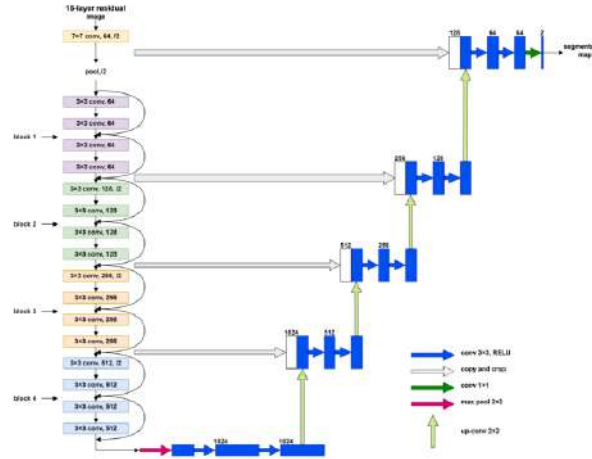 18-layer residual
image
7×7 conv, 64, /2
pool, /2
3×3 conv, 64
3×3 conv, 64
block 1
3×3 conv, 64
3×3 conv, 64
3×3 conv, 128, /2
3×3 conv, 128
block 2
3×3 conv, 128
3×3 conv, 128
3×3 conv, 256, /2
3×3 conv, 256
block 3
3×3 conv, 256
3×3 conv, 256
3×3 conv, 512, /2
3×3 conv, 512
block 4
3×3 conv, 512
3×3 conv, 512
128
64
64
2
segmenta
map
256
128
512
256
1024
512
1024
1024
conv 3×3, RELU
copy and crop
conv 1×1
max pool 2×2
up-conv 2×2